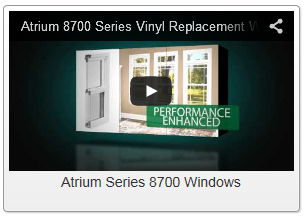 Atrium 8700 Series Vinyl Replacement W
PERFORMANCE
ENHANCED
Atrium Series 8700 Windows